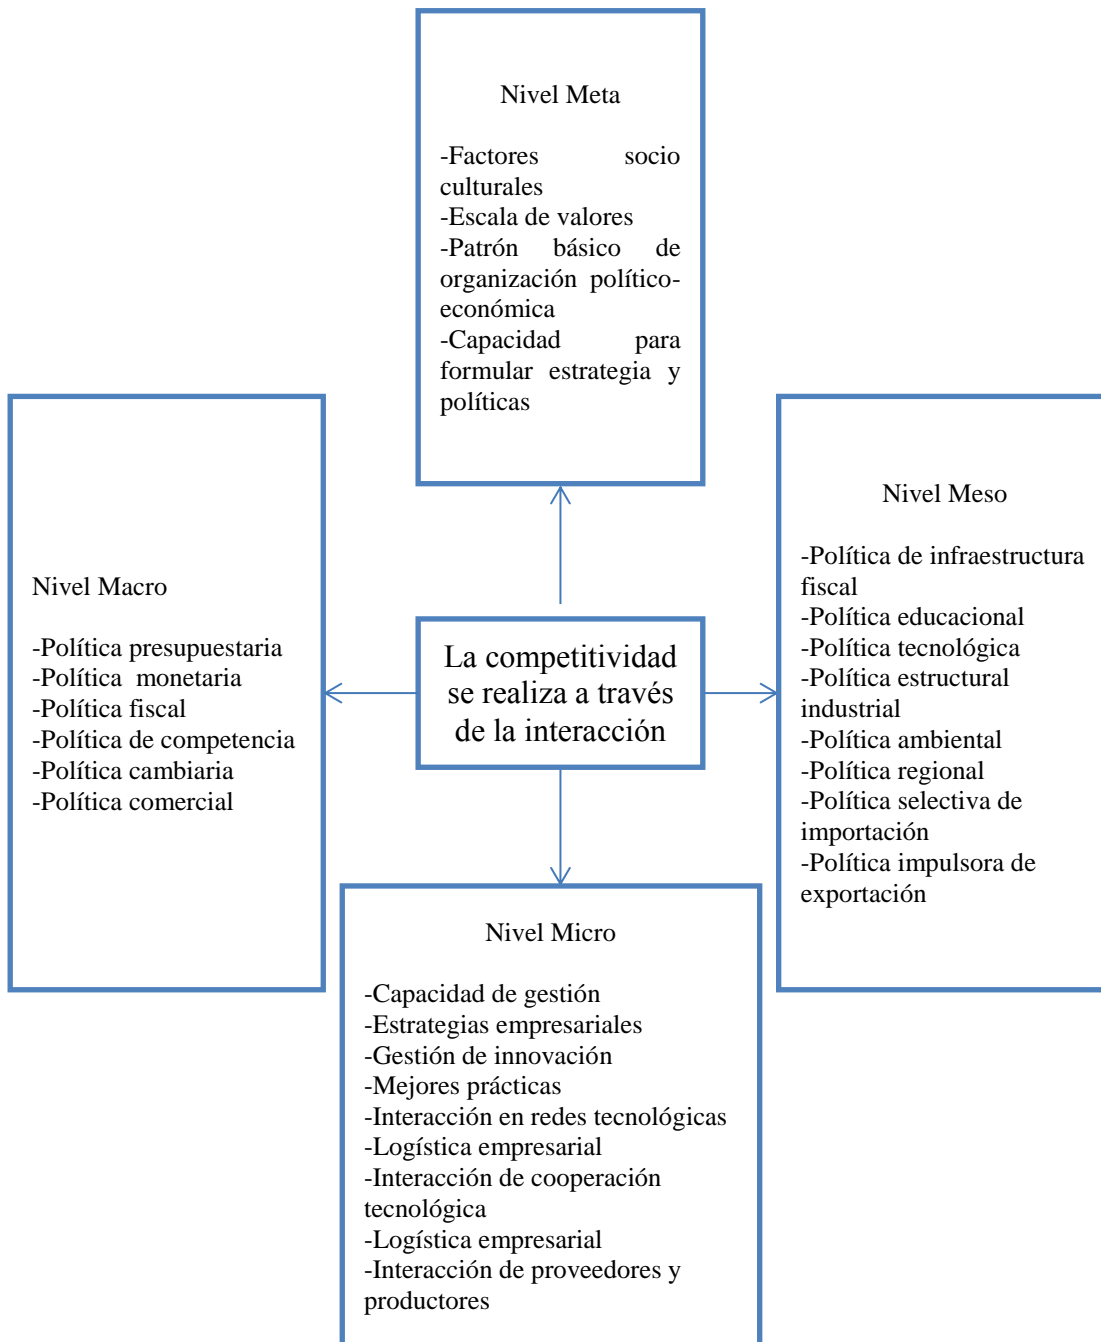 Nivel Meta
-Factores socio
culturales
-Escala de valores
-Patrón básico de
organización político-
económica
-Capacidad para
formular estrategia y
políticas
Nivel Macro
-Política presupuestaria
-Política monetaria
-Política fiscal
-Política de competencia
-Política cambiaria
-Política comercial
La competitividad
se realiza a través
de la interacción
Nivel Meso
-Política de infraestructura
fiscal
-Política educacional
-Política tecnológica
-Política estructural
industrial
-Política ambiental
-Política regional
-Política selectiva de
importación
-Política impulsora de
exportación
Nivel Micro
-Capacidad de gestión
-Estrategias empresariales
-Gestión de innovación
-Mejores prácticas
-Interacción en redes tecnológicas
-Logística empresarial
-Interacción de cooperación
tecnológica
-Logística empresarial
-Interacción de proveedores y
productores